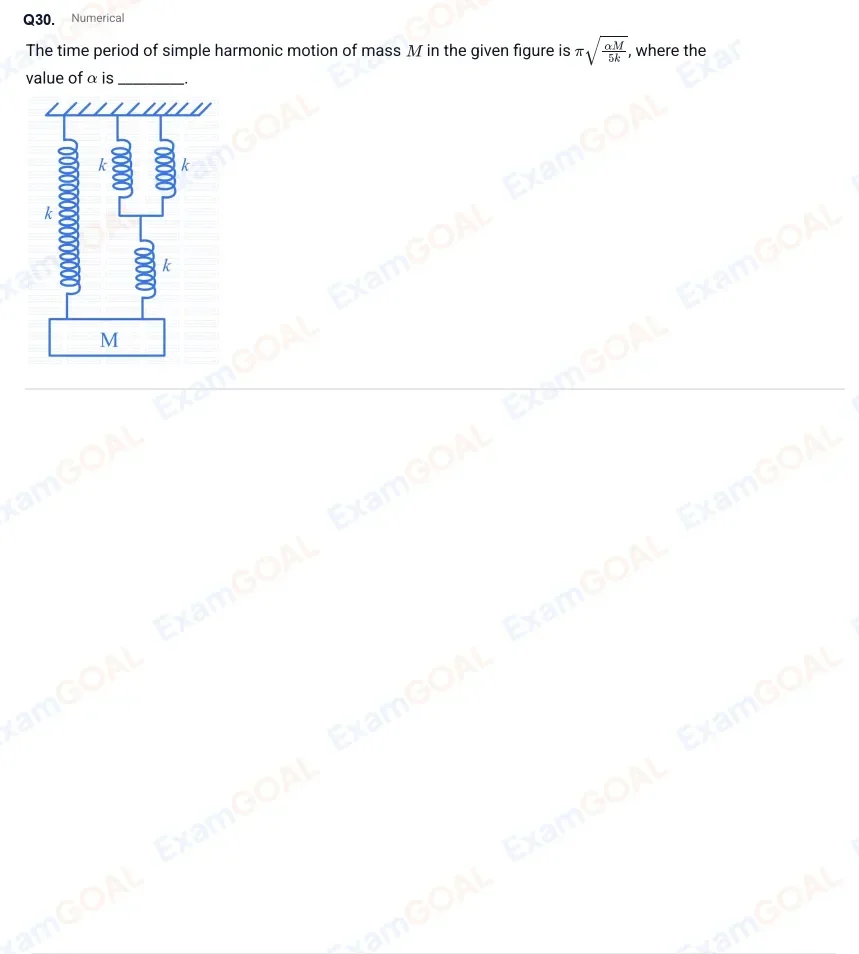 Q30. Numerical
The time period of simple harmonic motion of mass M in the given figure is π√(αM/5k), where the
value of α is ________.
k
k
k
k
M
ExamGOAL